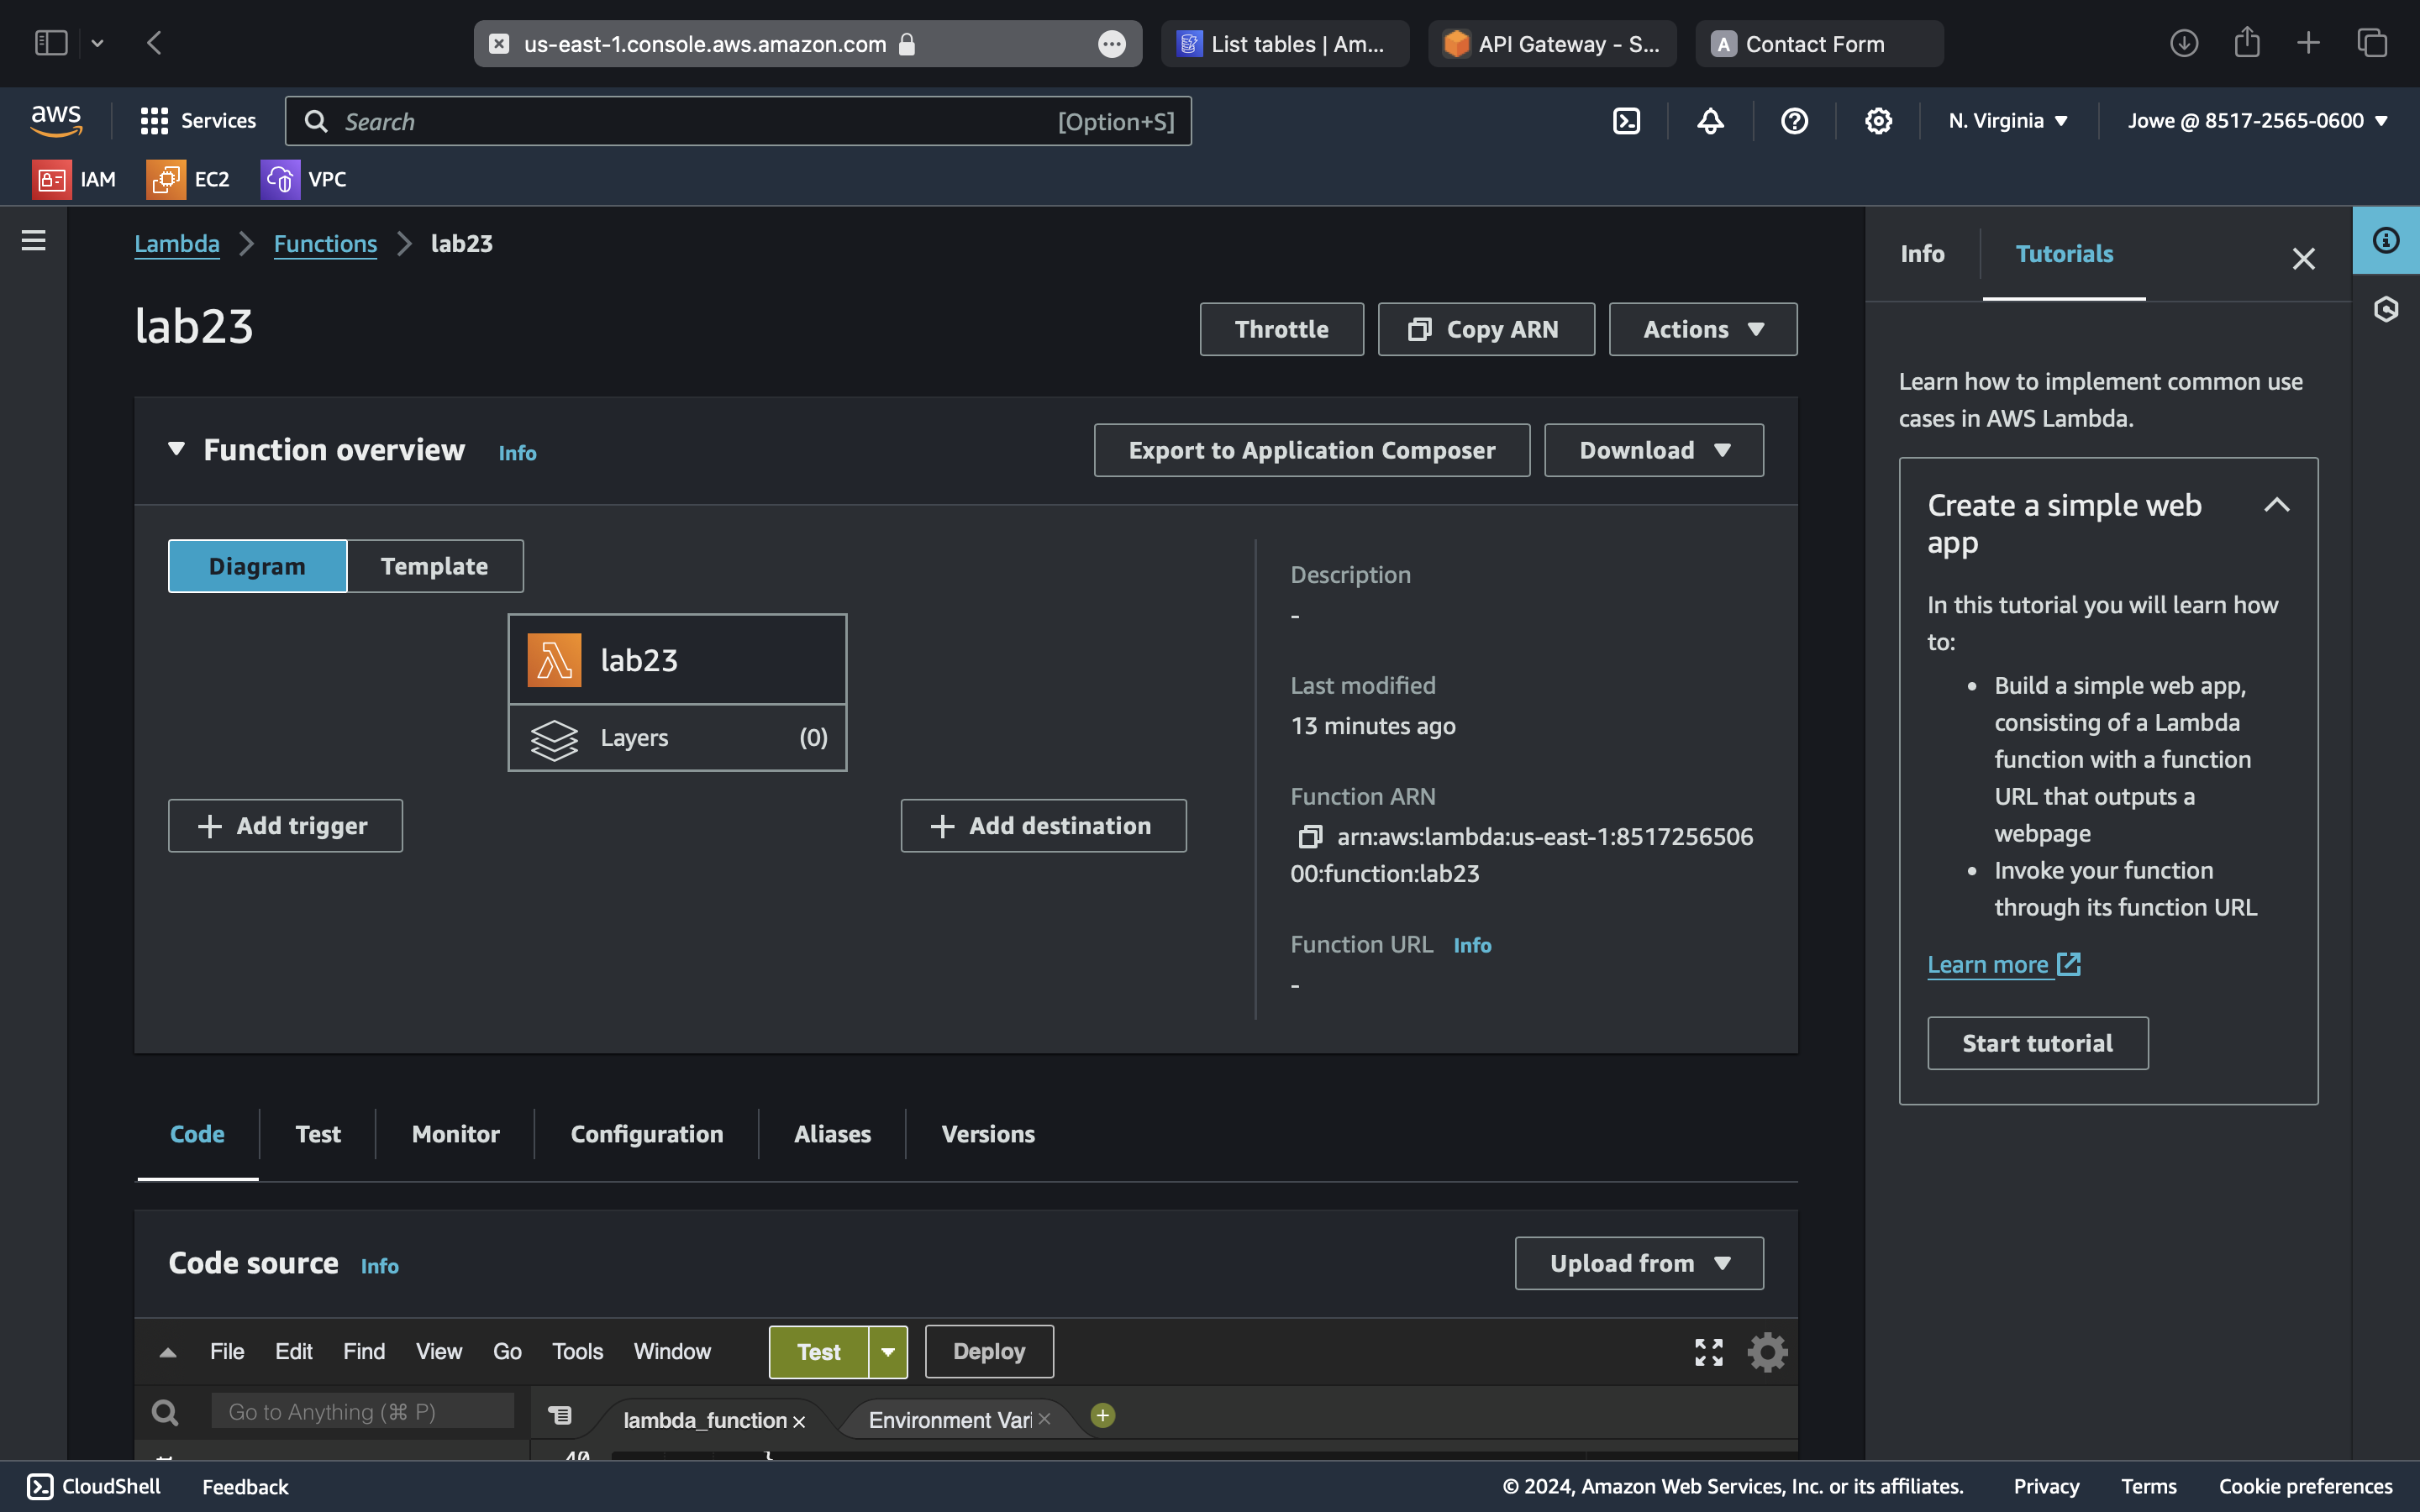 us-east-1.console.aws.amazon.com
List tables | Am...
API Gateway - S...
A Contact Form
aws
Services
Search
[Option+S]
N. Virginia
Jowe @ 8517-2565-0600
IAM
EC2
VPC
Lambda
Functions
lab23
Info
Tutorials
lab23
Throttle
Copy ARN
Actions
Learn how to implement common use
cases in AWS Lambda.
Function overview
Info
Export to Application Composer
Download
Create a simple web
app
In this tutorial you will learn how
to:
• Build a simple web app,
consisting of a Lambda
function with a function
URL that outputs a
webpage
• Invoke your function
through its function URL
Learn more
Start tutorial
Diagram
Template
lab23
Layers
(0)
Add trigger
Add destination
Description
-
Last modified
13 minutes ago
Function ARN
arn:aws:lambda:us-east-1:8517256506
00:function:lab23
Function URL
Info
-
Code
Test
Monitor
Configuration
Aliases
Versions
Code source
Info
Upload from
File
Edit
Find
View
Go
Tools
Window
Test
Deploy
Go to Anything (⌘ P)
lambda_function
Environment Vari
40
}
CloudShell
Feedback
© 2024, Amazon Web Services, Inc. or its affiliates.
Privacy
Terms
Cookie preferences